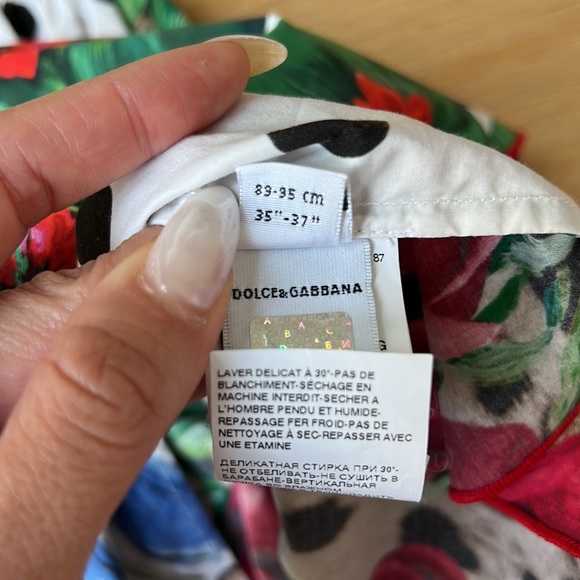 89-95 cm
35"-37"
87
DOLCE&GABBANA
A B A C
G
LAVER DELICAT À 30°-PAS DE
BLANCHIMENT-SÉCHAGE EN
MACHINE INTERDIT-SECHER A
L'HOMBRE PENDU ET HUMIDE-
REPASSAGE FER FROID-PAS DE
NETTOYAGE À SEC-REPASSER AVEC
UNE ETAMINE
ДЕЛИКАТНАЯ СТИРКА ПРИ 30°-
НЕ ОТБЕЛИВАТЬ-НЕ СУШИТЬ В
БАРАБАНЕ-ВЕРТИКАЛЬНАЯ